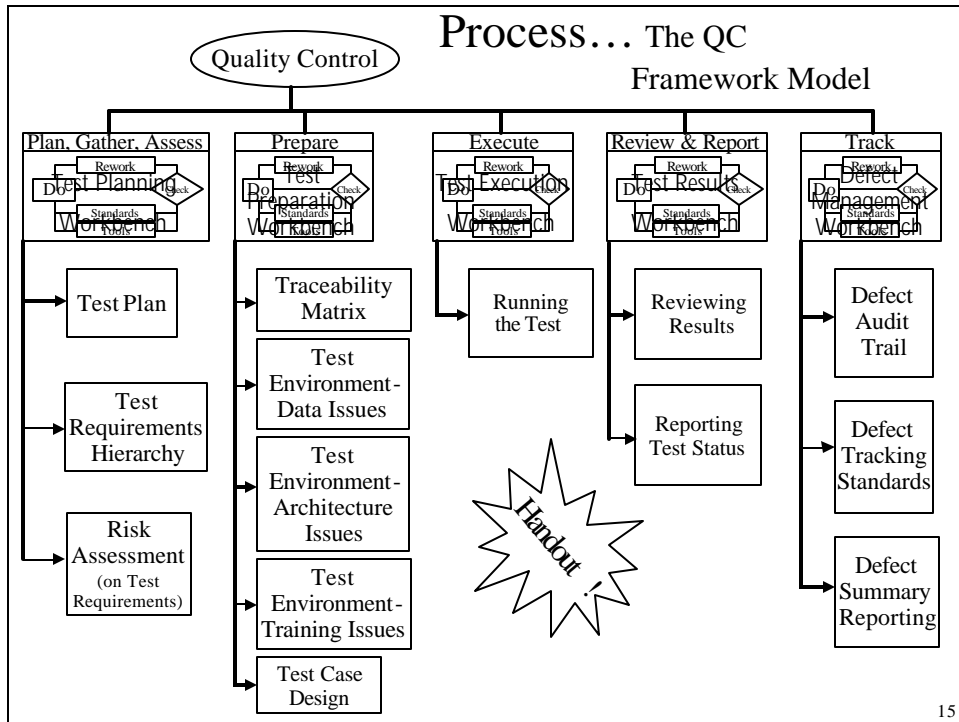 Process… The QC
Framework Model
Quality Control
Plan, Gather, Assess
Rework
Do
Check
Test Planning
Workbench
Standards
Tools
Test Plan
Test
Requirements
Hierarchy
Risk
Assessment
(on Test
Requirements)
Prepare
Rework
Do
Check
Test
Preparation
Workbench
Standards
Tools
Traceability
Matrix
Test
Environment-
Data Issues
Test
Environment-
Architecture
Issues
Test
Environment-
Training Issues
Test Case
Design
Execute
Rework
Do
Check
Test Execution
Workbench
Standards
Tools
Running
the Test
Review & Report
Rework
Do
Check
Test Results
Workbench
Standards
Tools
Reviewing
Results
Reporting
Test Status
Track
Rework
Do
Check
Defect
Management
Workbench
Standards
Tools
Defect
Audit
Trail
Defect
Tracking
Standards
Defect
Summary
Reporting
Handout !
15